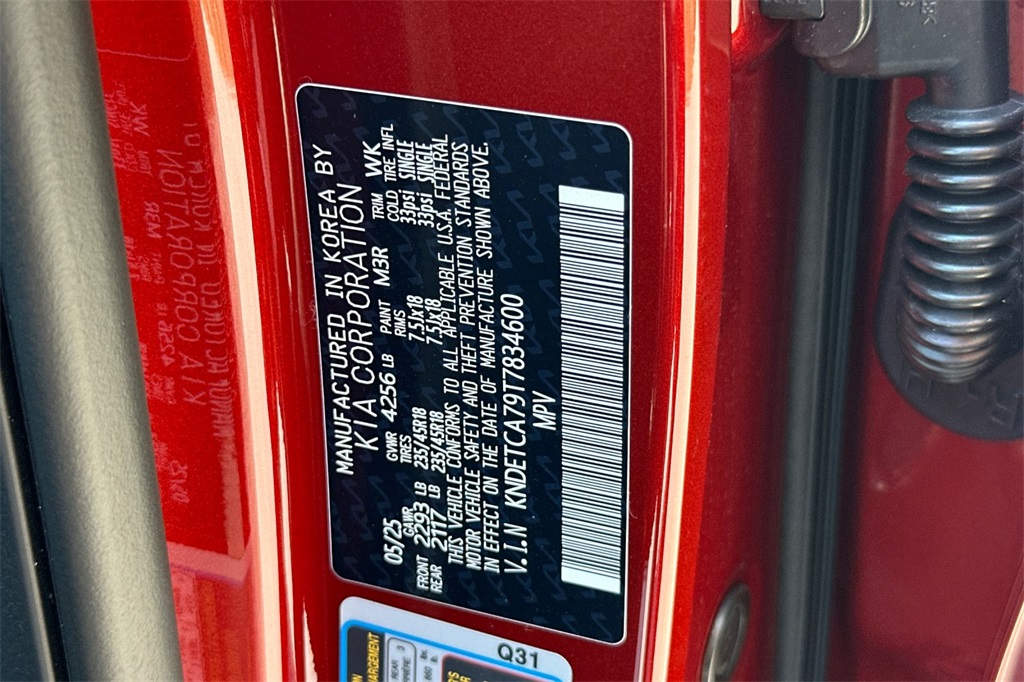 MANUFACTURED IN KOREA BY
KIA CORPORATION
05/25 GVWR 4256 LB PAINT M3R TRIM WK
GAWR TIRES RIMS COLD TIRE INFL
FRONT 2293 LB 235/45R18 7.5Jx18 33psi SINGLE
REAR 2117 LB 235/45R18 7.5Jx18 33psi SINGLE
THIS VEHICLE CONFORMS TO ALL APPLICABLE U.S.A. FEDERAL
MOTOR VEHICLE SAFETY AND THEFT PREVENTION STANDARDS
IN EFFECT ON THE DATE OF MANUFACTURE SHOWN ABOVE.
V.I.N KNDETCA79T7834600
MPV
Q31
REAR 3